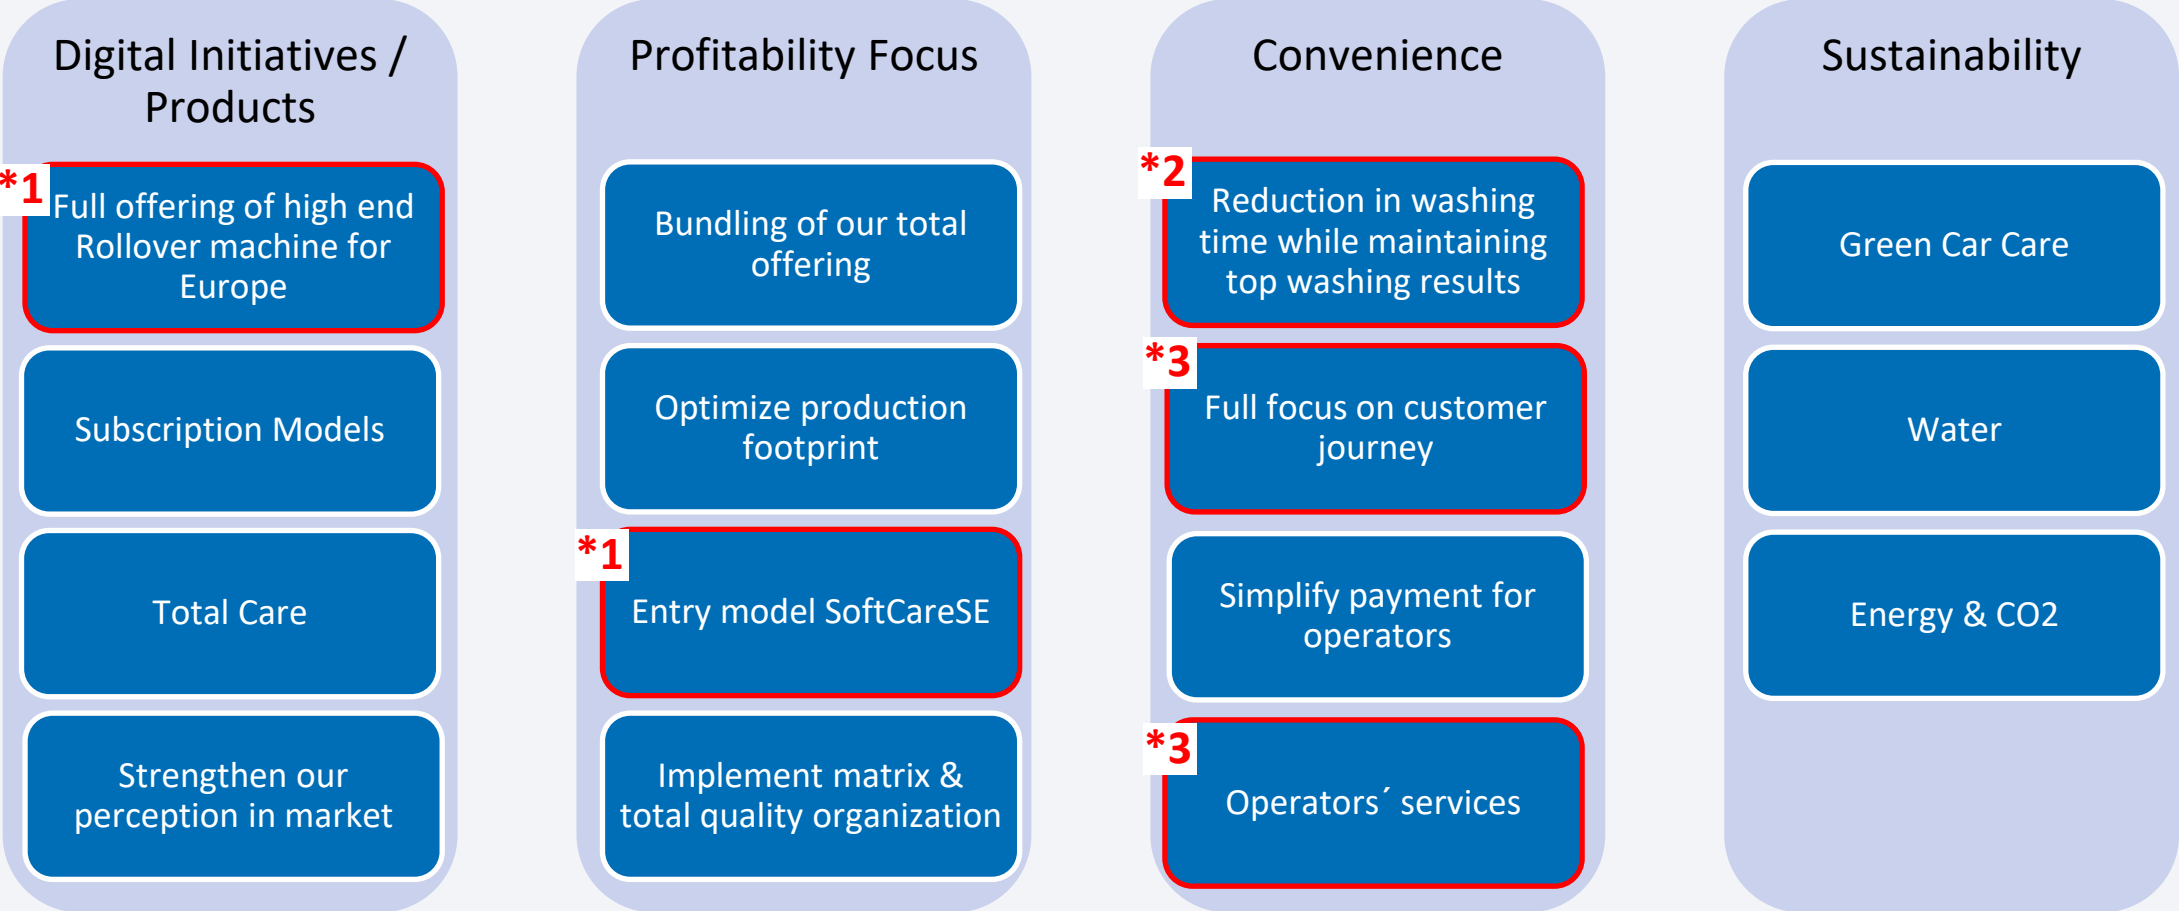 Digital Initiatives /
Products
*1
Full offering of high end
Rollover machine for
Europe
Subscription Models
Total Care
Strengthen our
perception in market
Profitability Focus
Bundling of our total
offering
Optimize production
footprint
*1
Entry model SoftCareSE
Implement matrix &
total quality organization
Convenience
*2
Reduction in washing
time while maintaining
top washing results
*3
Full focus on customer
journey
Simplify payment for
operators
*3
Operators´ services
Sustainability
Green Car Care
Water
Energy & CO2